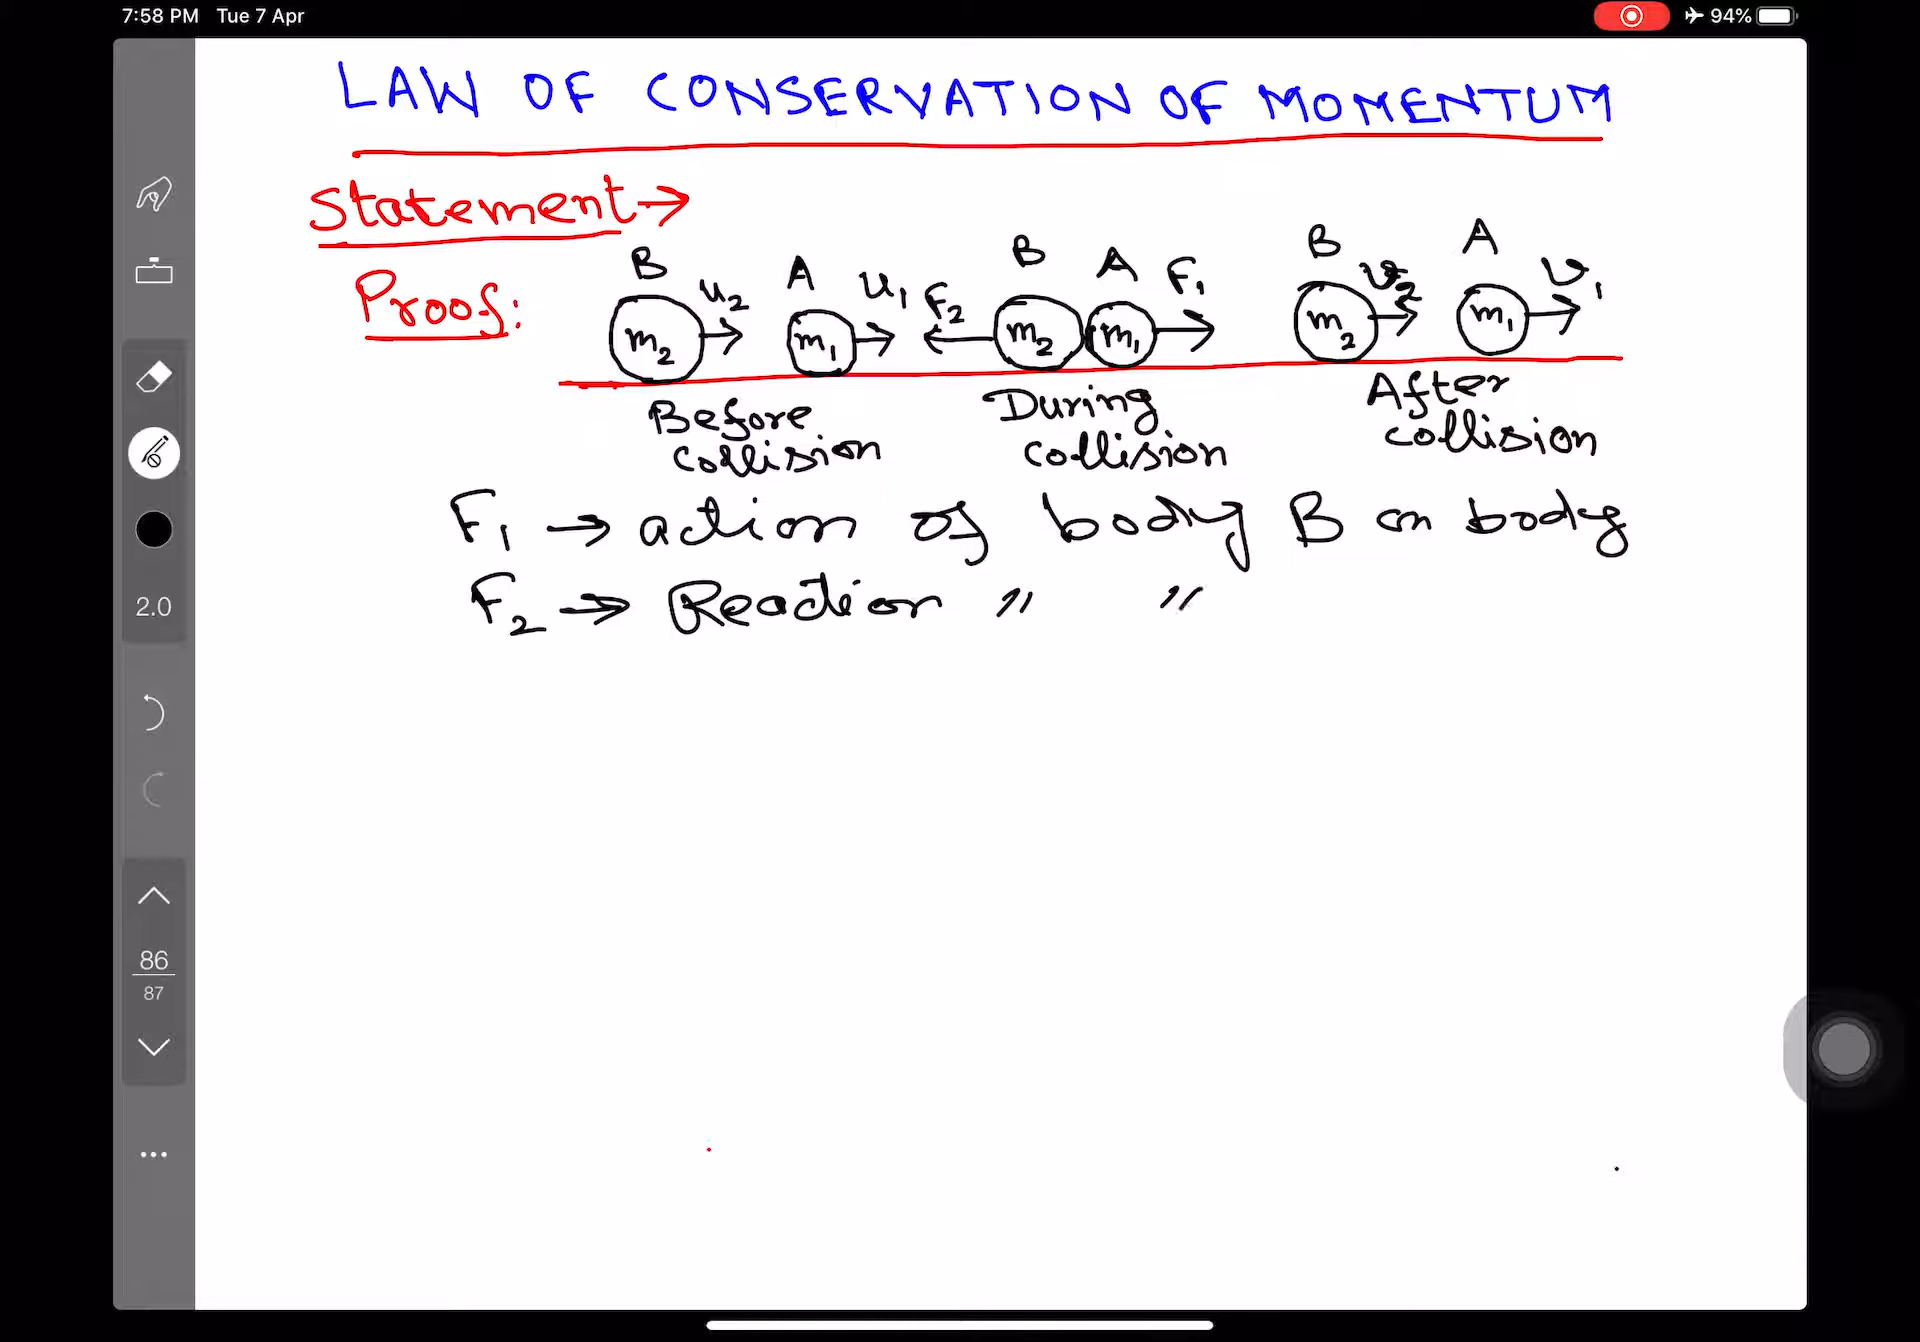 7:58 PM Tue 7 Apr
94%
LAW OF CONSERVATION OF MOMENTUM
Statement →
Proof:
B A B A B A
u₂ u₁ F₂ F₁ v₂ v₁
m₂ m₁ m₂ m₁ m₂ m₁
Before collision
During collision
After collision
F₁ → action of body B on body
F₂ → Reaction " "
2.0
86
87